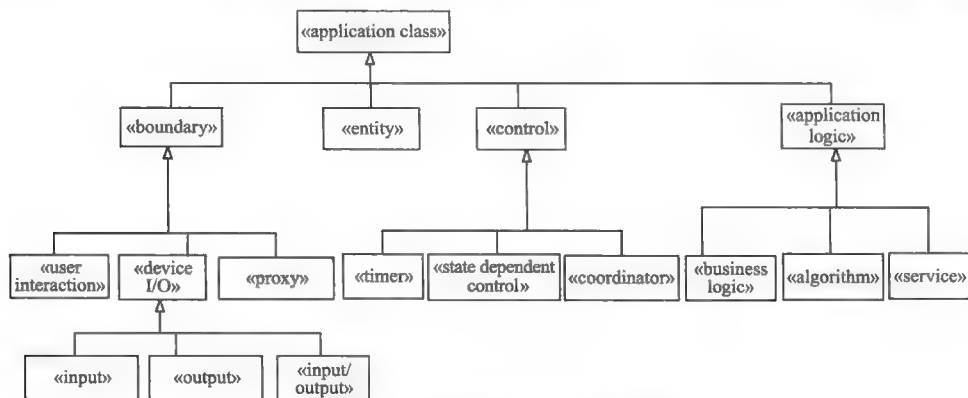 «application class»
«boundary»
«entity»
«control»
«application
logic»
«user
interaction»
«device
I/O»
«proxy»
«timer»
«state dependent
control»
«coordinator»
«business
logic»
«algorithm»
«service»
«input»
«output»
«input/
output»